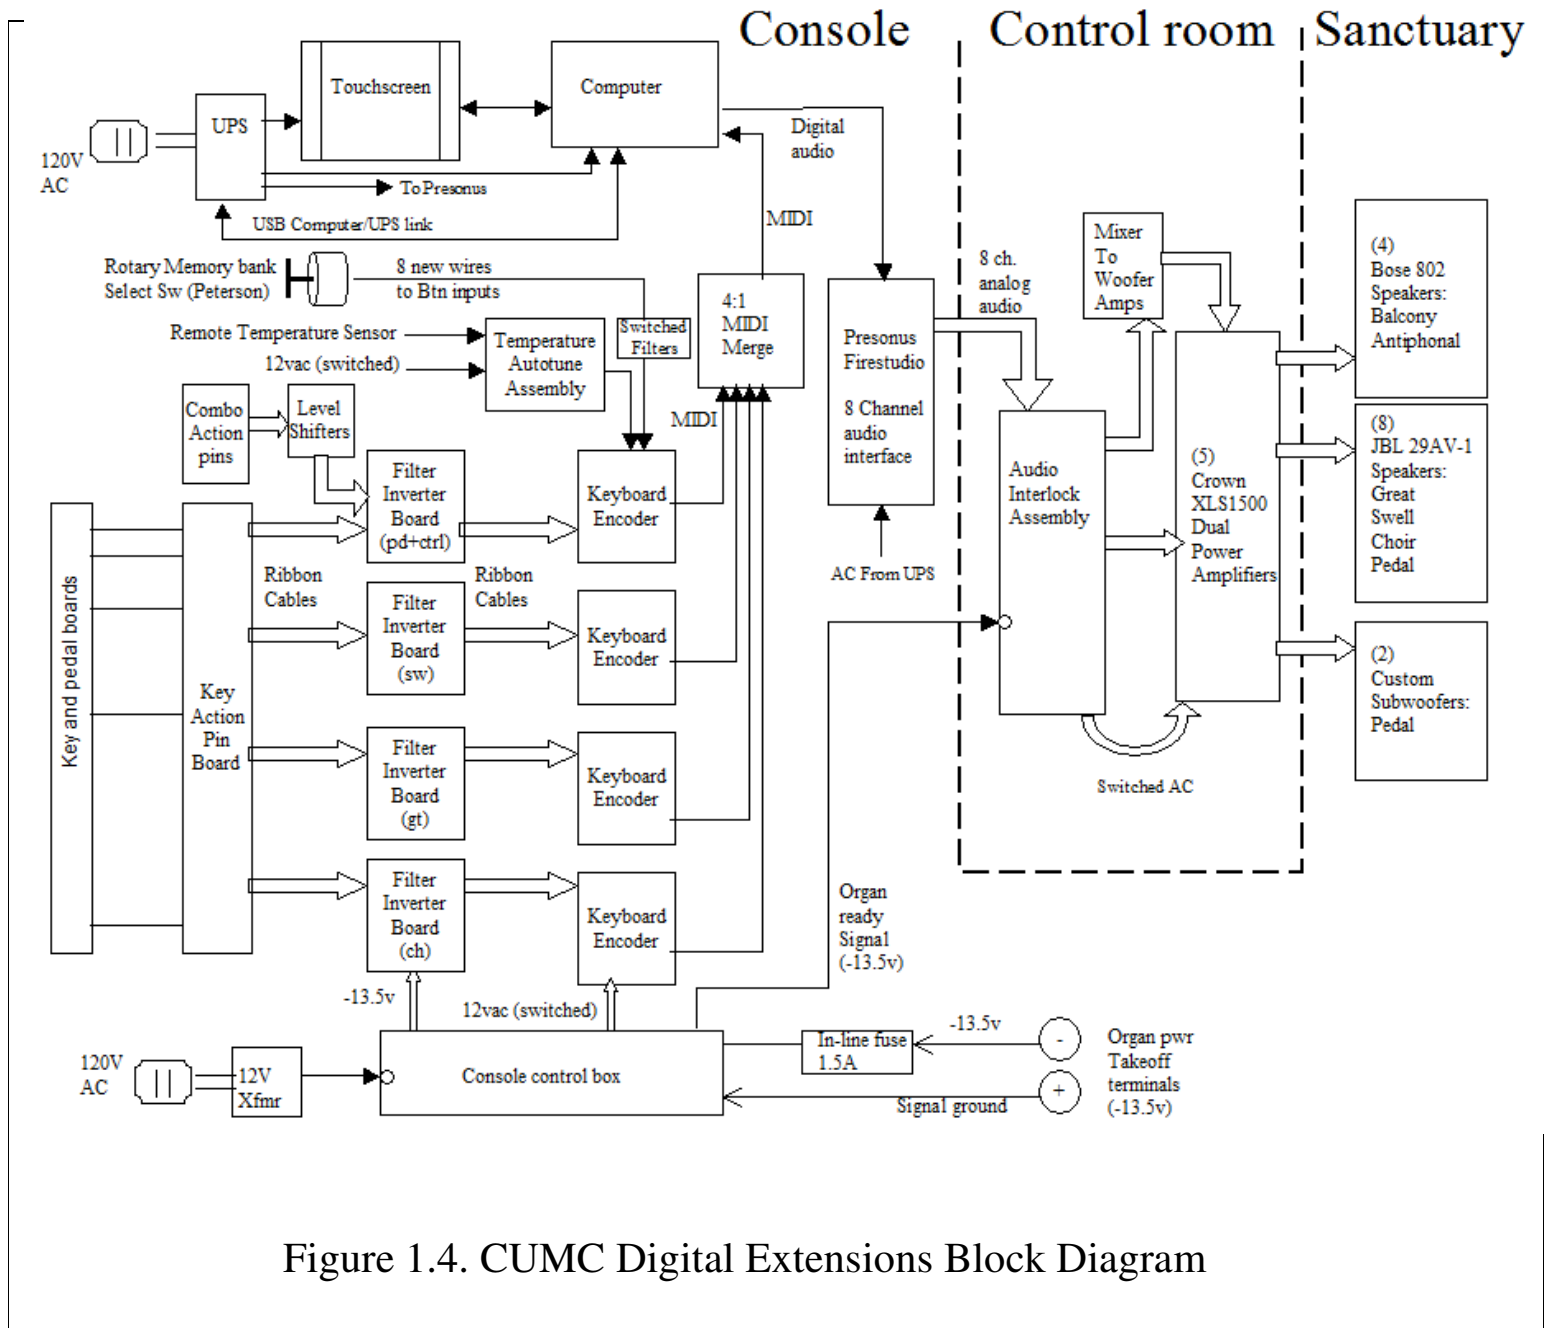 Console
Control room
Sanctuary
Touchscreen
Computer
UPS
120V
AC
To Presonus
USB Computer/UPS link
Digital
audio
MIDI
Rotary Memory bank
Select Sw (Peterson)
8 new wires
to Btn inputs
Switched
Filters
Remote Temperature Sensor
12vac (switched)
Temperature
Autotune
Assembly
4:1
MIDI
Merge
MIDI
Combo
Action
pins
Level
Shifters
Filter
Inverter
Board
(pd+ctrl)
Keyboard
Encoder
Ribbon
Cables
Ribbon
Cables
Filter
Inverter
Board
(sw)
Keyboard
Encoder
Key and pedal boards
Key
Action
Pin
Board
Filter
Inverter
Board
(gt)
Keyboard
Encoder
Filter
Inverter
Board
(ch)
Keyboard
Encoder
-13.5v
12vac (switched)
120V
AC
12V
Xfmr
Console control box
In-line fuse
1.5A
-13.5v
-
+
Signal ground
Organ pwr
Takeoff
terminals
(-13.5v)
Organ
ready
Signal
(-13.5v)
Presonus
Firestudio
8 Channel
audio
interface
AC From UPS
8 ch.
analog
audio
Mixer
To
Woofer
Amps
Audio
Interlock
Assembly
(5)
Crown
XLS1500
Dual
Power
Amplifiers
Switched AC
(4)
Bose 802
Speakers:
Balcony
Antiphonal
(8)
JBL 29AV-1
Speakers:
Great
Swell
Choir
Pedal
(2)
Custom
Subwoofers:
Pedal
Figure 1.4. CUMC Digital Extensions Block Diagram